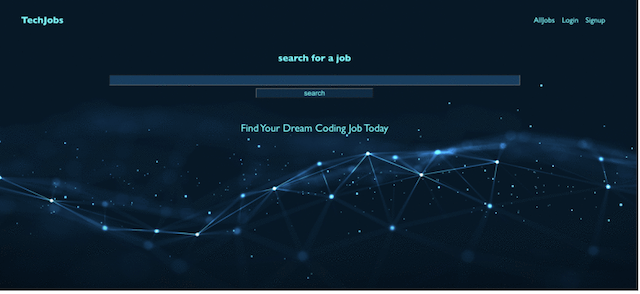 TechJobs
AllJobs Login Signup
search for a job
search
Find Your Dream Coding Job Today